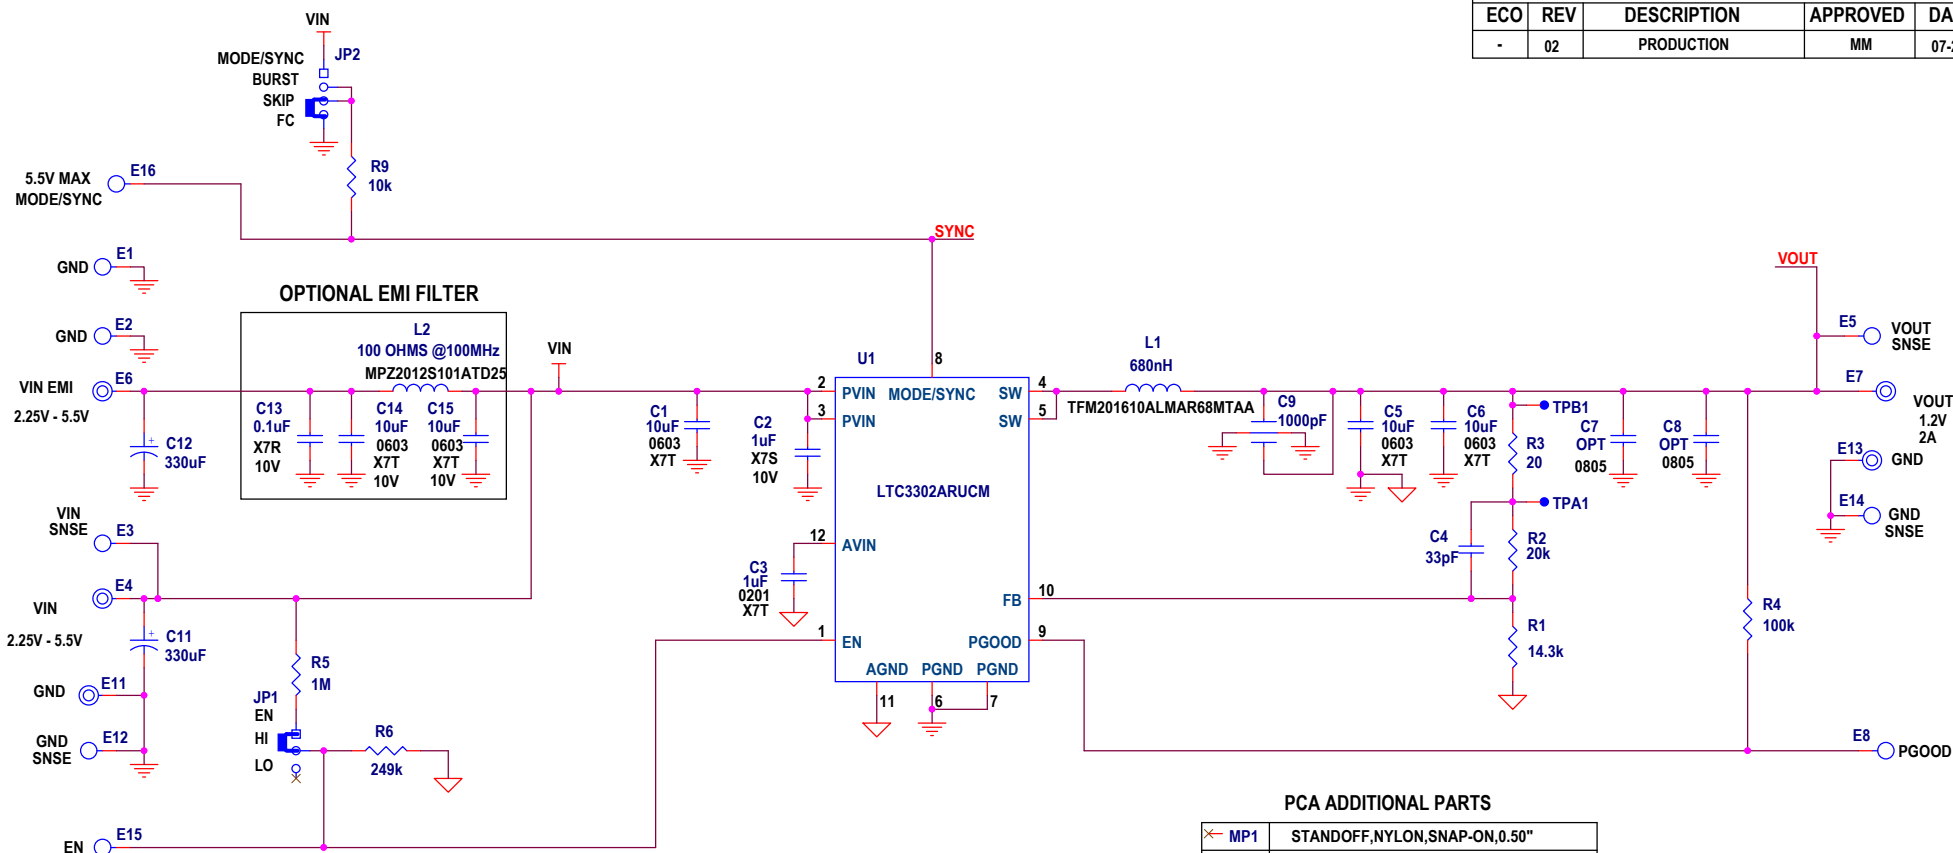 ECO REV DESCRIPTION APPROVED
- 02 PRODUCTION MM
VIN
JP2
MODE/SYNC
BURST
SKIP
FC
R9
10k
5.5V MAX
MODE/SYNC
E16
SYNC
GND E1
GND E2
VIN EMI E6
2.25V - 5.5V
C12
330uF
OPTIONAL EMI FILTER
L2
100 OHMS @100MHz
MPZ2012S101ATD25
C13
0.1uF
X7R
10V
C14
10uF
0603
X7T
10V
C15
10uF
0603
X7T
10V
VIN
C1
10uF
0603
X7T
C2
1uF
X7S
10V
VIN
SNSE
E3
E4
VIN
2.25V - 5.5V
C11
330uF
GND E11
GND
SNSE
E12
R5
1M
JP1
EN
HI
LO
R6
249k
EN E15
C3
1uF
0201
X7T
U1
LTC3302ARUCM
8
MODE/SYNC
2 PVIN
3 PVIN
12 AVIN
1 EN
SW 4
SW 5
FB 10
PGOOD 9
AGND PGND PGND
11 6 7
L1
680nH
TFM201610ALMAR68MTAA
C9
1000pF
C5
10uF
0603
X7T
C6
10uF
0603
X7T
TPB1
R3
20
TPA1
C4
33pF
R2
20k
R1
14.3k
C7
OPT
0805
C8
OPT
0805
R4
100k
VOUT
E5 VOUT
SNSE
E7
VOUT
1.2V
2A
E13 GND
E14 GND
SNSE
E8 PGOOD
PCA ADDITIONAL PARTS
MP1 STANDOFF,NYLON,SNAP-ON,0.50"